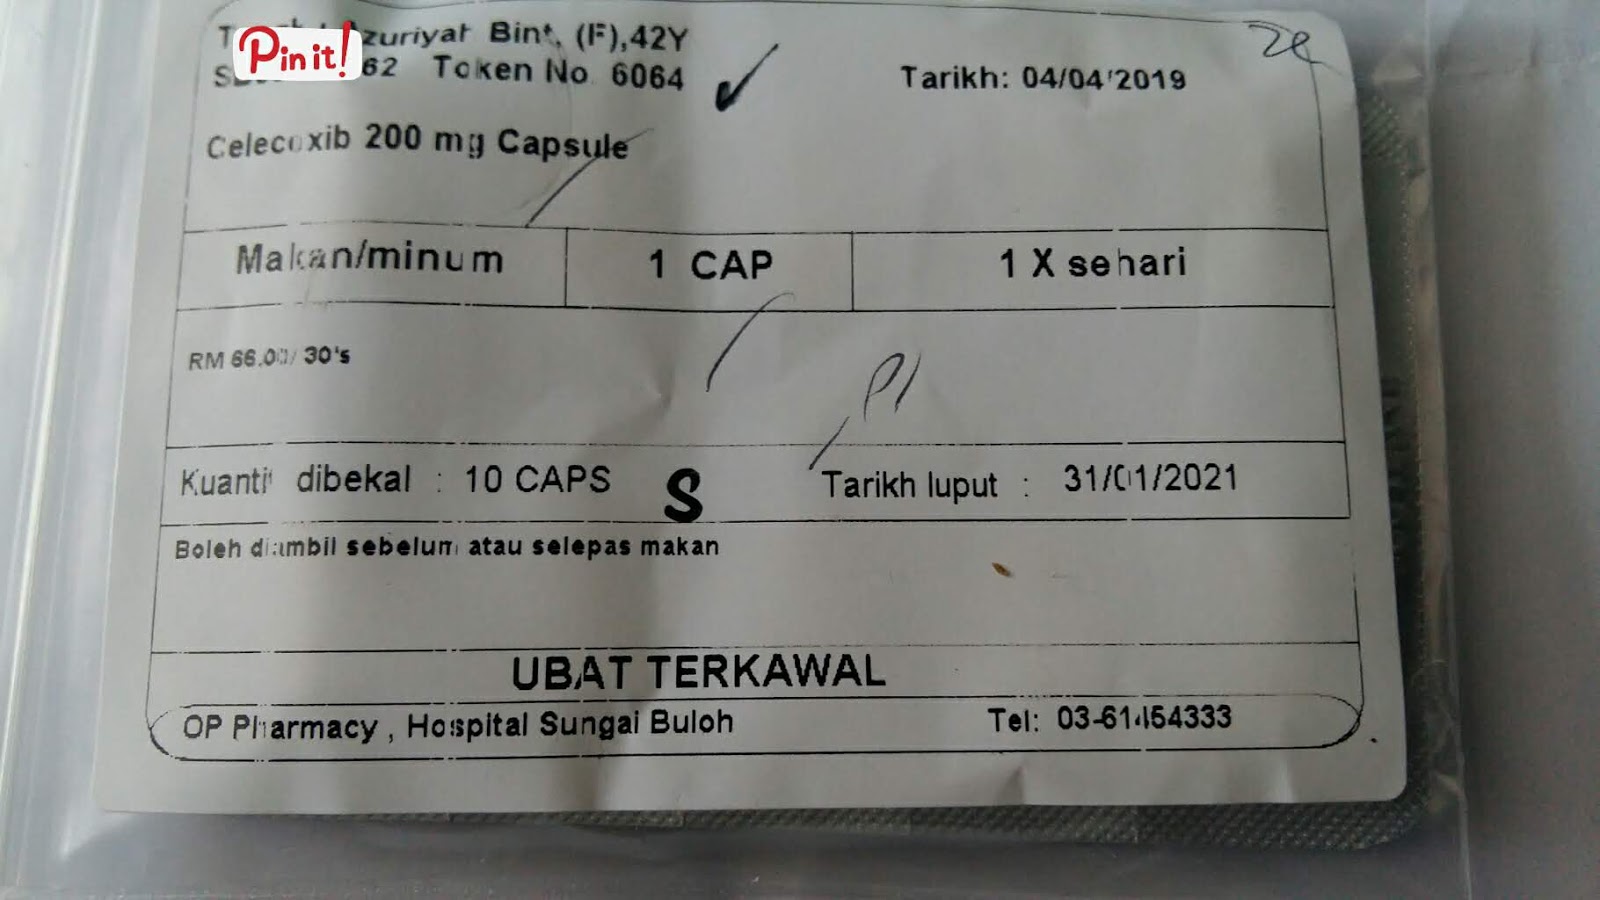 Pin it!
zuriyah Bint, (F),42Y
62 Token No 6064
Tarikh: 04/04/2019
Celecoxib 200 mg Capsule
Makan/minum 1 CAP 1 X sehari
RM 66.00/ 30's
Kuantiti dibekal : 10 CAPS S Tarikh luput : 31/01/2021
Boleh diambil sebelum atau selepas makan
UBAT TERKAWAL
OP Pharmacy , Hospital Sungai Buloh Tel: 03-61454333